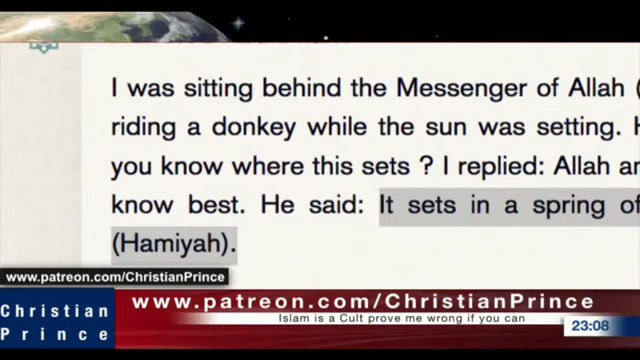 I was sitting behind the Messenger of Allah (
riding a donkey while the sun was setting.
you know where this sets ? I replied: Allah
know best. He said: It sets in a spring of
(Hamiyah).
www.patreon.com/ChristianPrince
Christian
Prince
www.patreon.com/ChristianPrince
Islam is a Cult prove me wrong if you can
23:08